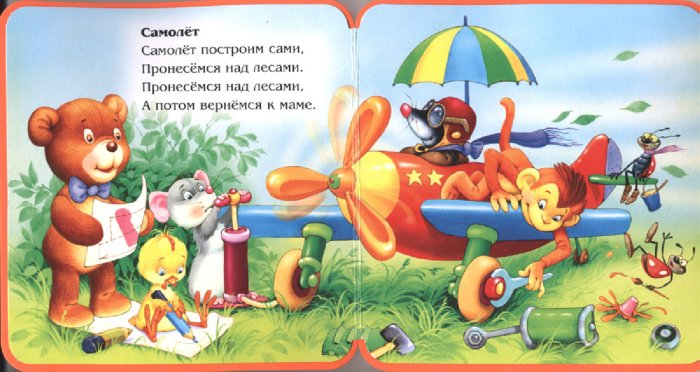 Самолёт
Самолёт построим сами,
Пронесёмся над лесами.
Пронесёмся над лесами,
А потом вернёмся к маме.